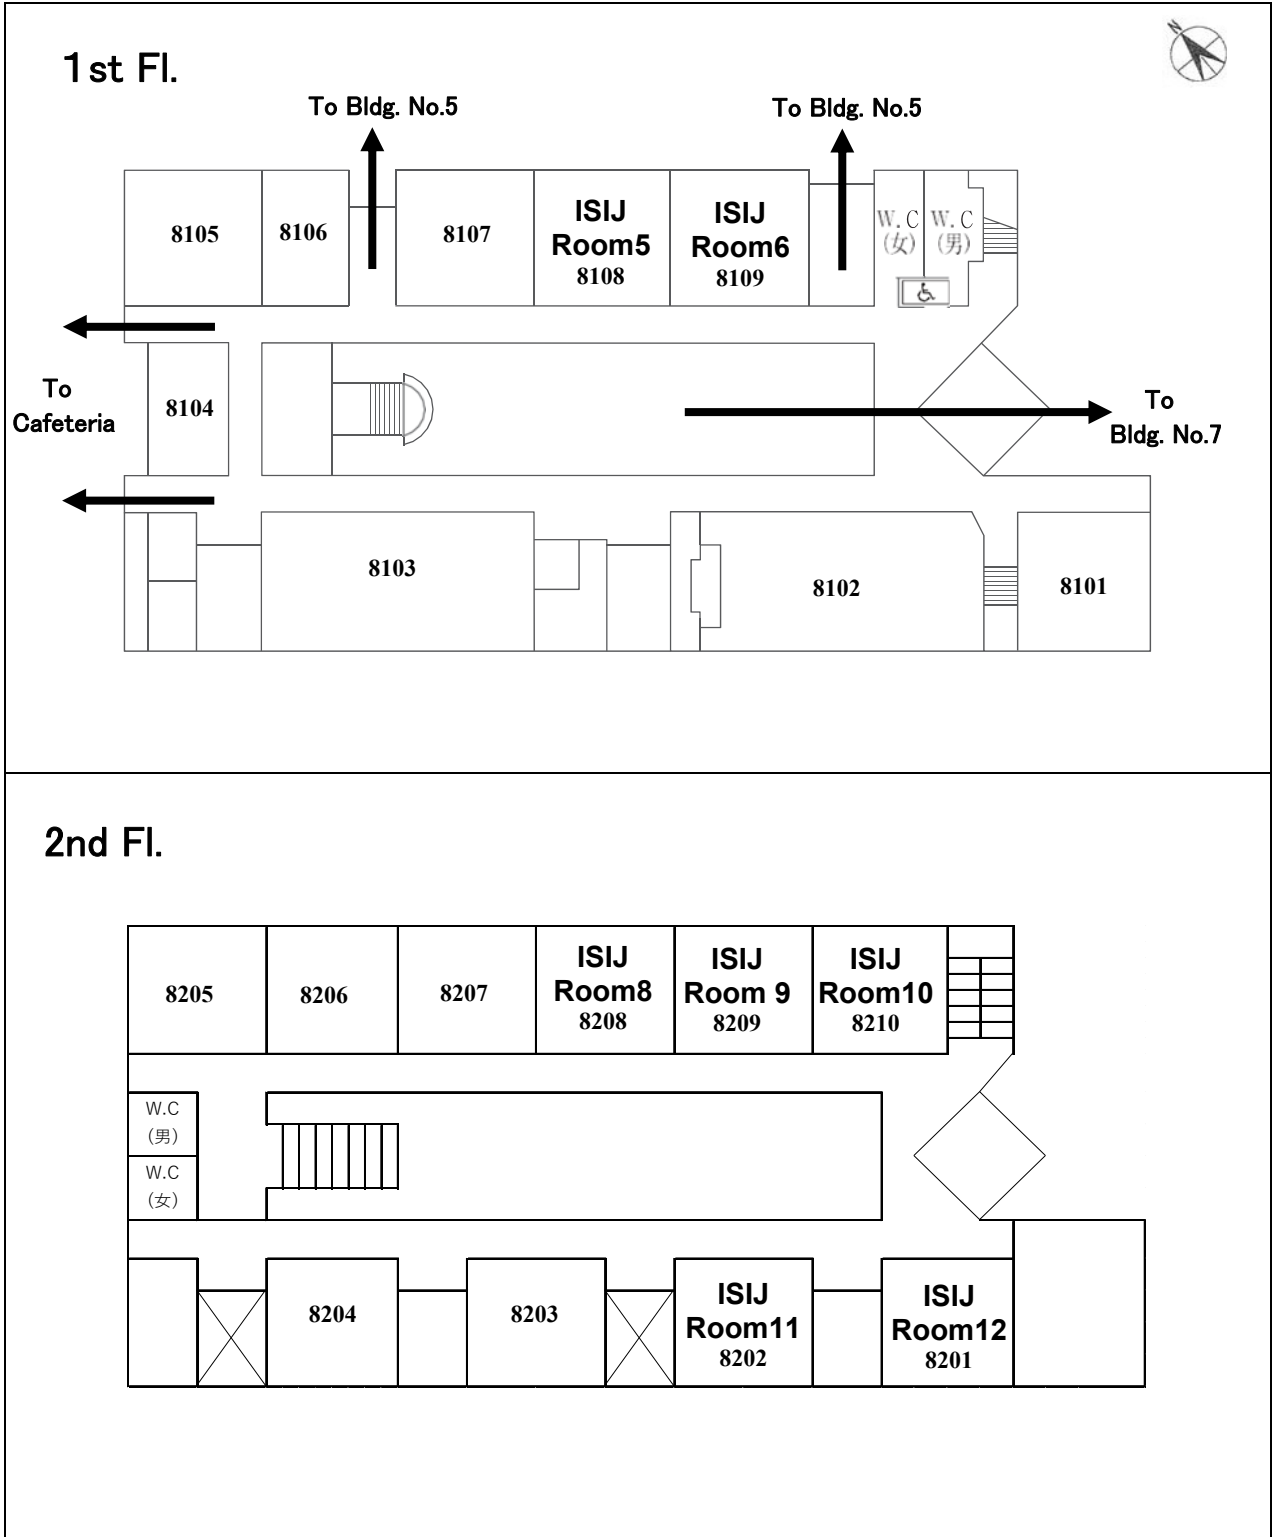 1st Fl.
N
To Bldg. No.5
To Bldg. No.5
8105
8106
8107
ISIJ
Room5
8108
ISIJ
Room6
8109
W.C
(女)
W.C
(男)
To
Cafeteria
8104
To
Bldg. No.7
8103
8102
8101
2nd Fl.
8205
8206
8207
ISIJ
Room8
8208
ISIJ
Room 9
8209
ISIJ
Room10
8210
W.C
(男)
W.C
(女)
8204
8203
ISIJ
Room11
8202
ISIJ
Room12
8201